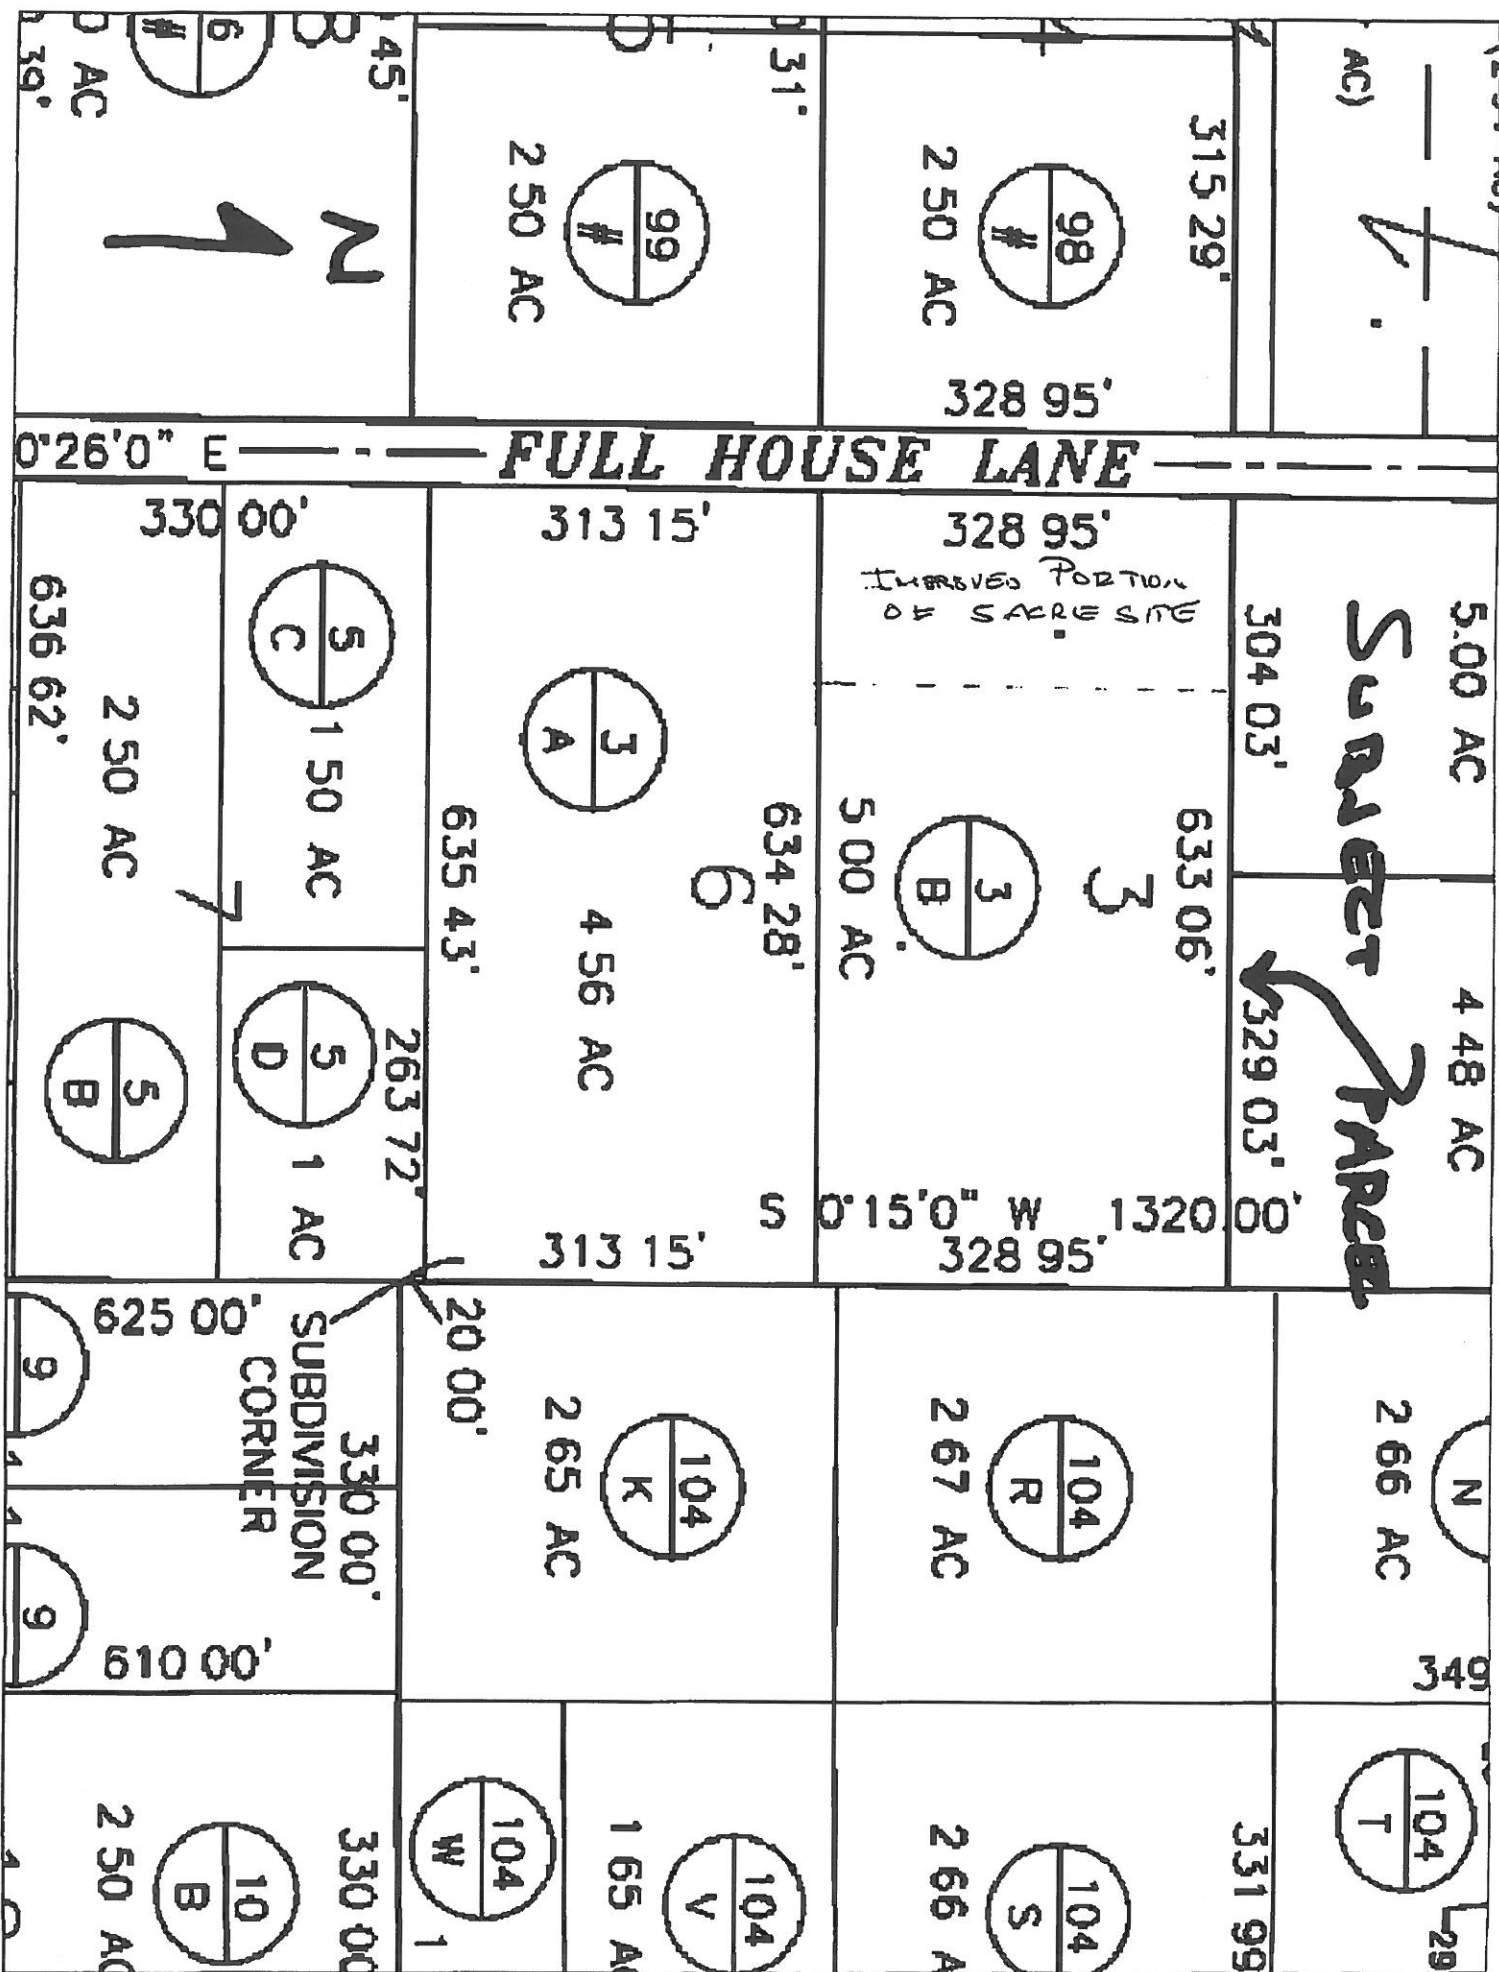 AC)
315 29'
328 95'
98
#
2 50 AC
31'
99
#
2 50 AC
45'
6
#
AC
39'
N
0°26'0" E
FULL HOUSE LANE
5.00 AC
4 48 AC
SUBJECT PARCEL
304 03'
329 03'
328 95'
IMPROVED PORTION
OF 5 ACRE SITE
633 06'
3
3
B
5 00 AC
S 0°15'0" W 1320.00'
328 95'
313 15'
634 28'
6
3
A
4 56 AC
635 43'
313 15'
330 00'
5
C
1 50 AC
7
263 72'
5
D
1 AC
2 50 AC
5
B
636 62'
20 00'
SUBDIVISION
CORNER
625 00'
330 00'
610 00'
9
9
N
2 66 AC
349
104
R
2 67 AC
104
K
2 65 AC
104
T
29
331 99
104
S
2 66 A
104
V
1 65 AC
104
W
1
330 00
10
B
2 50 AC